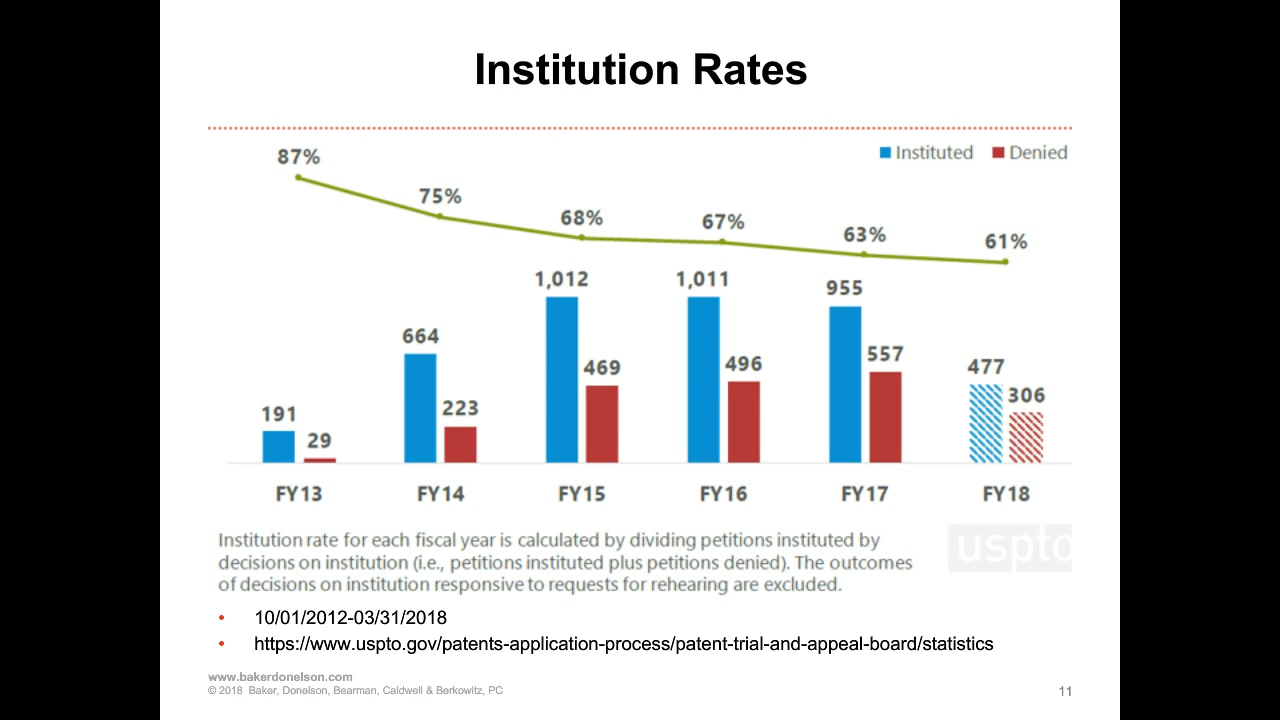 Institution Rates
Instituted Denied
87%
75%
68%
67%
63%
61%
1,012
1,011
955
664
469
496
557
477
306
191
29
223
FY13 FY14 FY15 FY16 FY17 FY18
Institution rate for each fiscal year is calculated by dividing petitions instituted by
decisions on institution (i.e., petitions instituted plus petitions denied). The outcomes
of decisions on institution responsive to requests for rehearing are excluded.
uspto
• 10/01/2012-03/31/2018
• https://www.uspto.gov/patents-application-process/patent-trial-and-appeal-board/statistics
www.bakerdonelson.com
© 2018 Baker, Donelson, Bearman, Caldwell & Berkowitz, PC
11